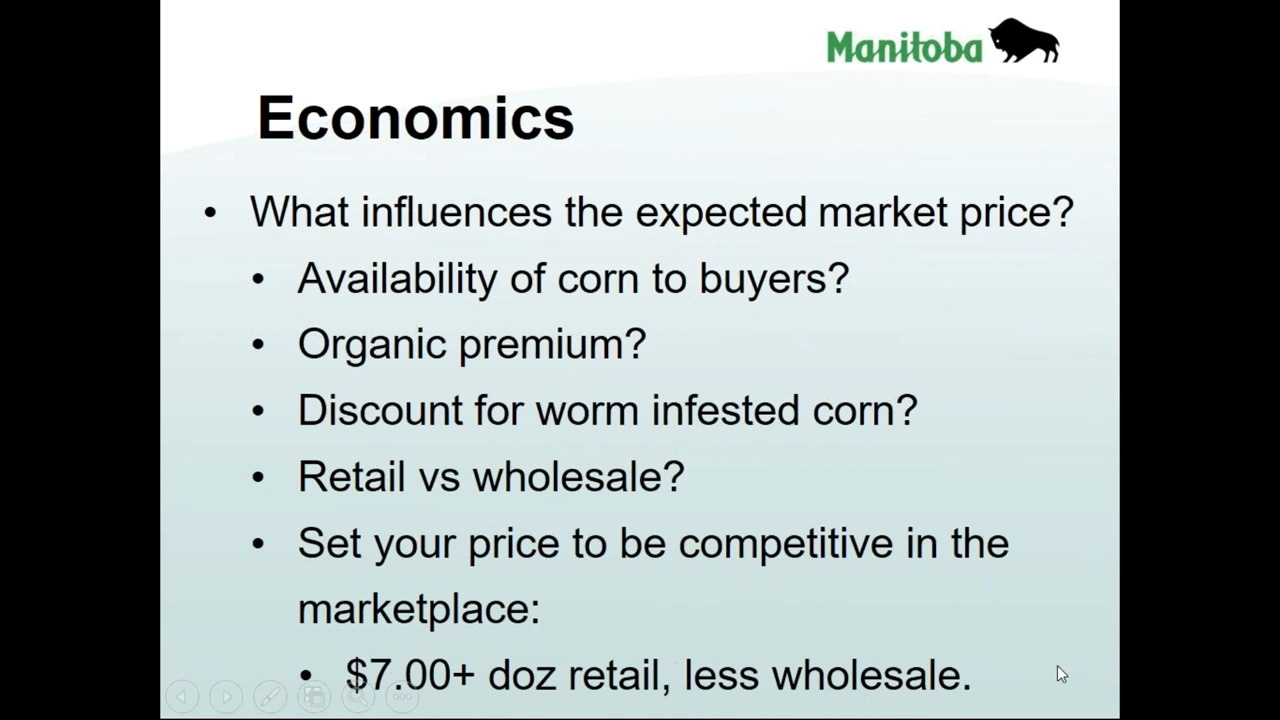 Manitoba
Economics
• What influences the expected market price?
• Availability of corn to buyers?
• Organic premium?
• Discount for worm infested corn?
• Retail vs wholesale?
• Set your price to be competitive in the
marketplace:
• $7.00+ doz retail, less wholesale.